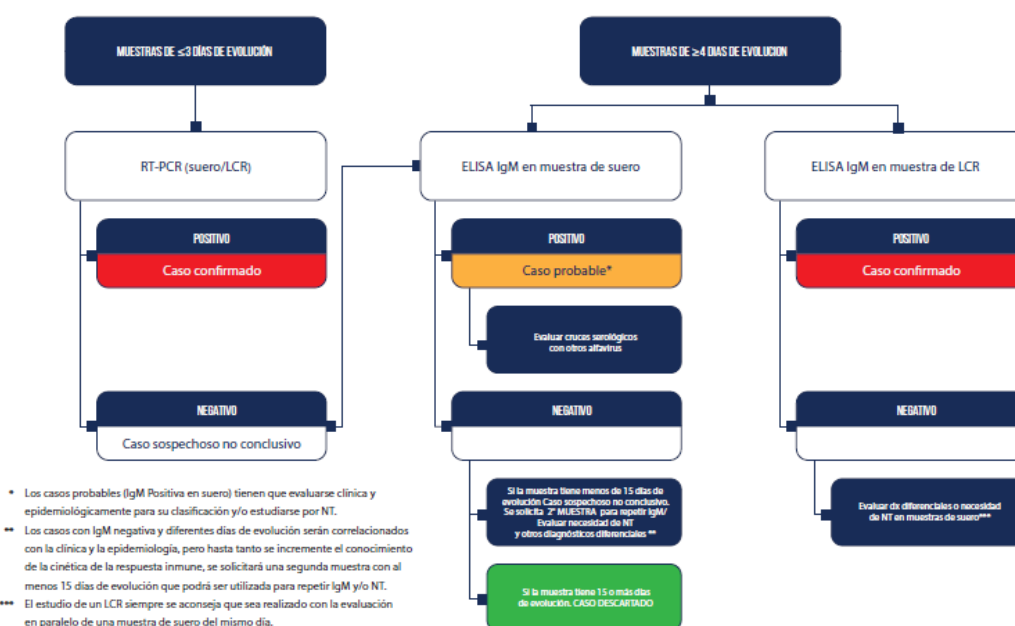 MUESTRAS DE ≤3 DÍAS DE EVOLUCIÓN
MUESTRAS DE ≥4 DIAS DE EVOLUCION
RT-PCR (suero/LCR)
ELISA IgM en muestra de suero
ELISA IgM en muestra de LCR
POSITIVO
Caso confirmado
POSITIVO
Caso probable*
POSITIVO
Caso confirmado
Evaluar cruces serológicos
con otros alfavirus
NEGATIVO
Caso sospechoso no conclusivo
NEGATIVO
NEGATIVO
Si la muestra tiene menos de 15 días de
evolución Caso sospechoso no conclusivo.
Se solicita 2° MUESTRA para repetir IgM/
Evaluar necesidad de NT
y otros diagnósticos diferenciales **
Evaluar dx diferenciales o necesidad
de NT en muestras de suero***
Si la muestra tiene 15 o más días
de evolución. CASO DESCARTADO
* Los casos probables (IgM Positiva en suero) tienen que evaluarse clínica y
epidemiológicamente para su clasificación y/o estudiarse por NT.
** Los casos con IgM negativa y diferentes días de evolución serán correlacionados
con la clínica y la epidemiología, pero hasta tanto se incremente el conocimiento
de la cinética de la respuesta inmune, se solicitará una segunda muestra con al
menos 15 días de evolución que podrá ser utilizada para repetir IgM y/o NT.
*** El estudio de un LCR siempre se aconseja que sea realizado con la evaluación
en paralelo de una muestra de suero del mismo día.